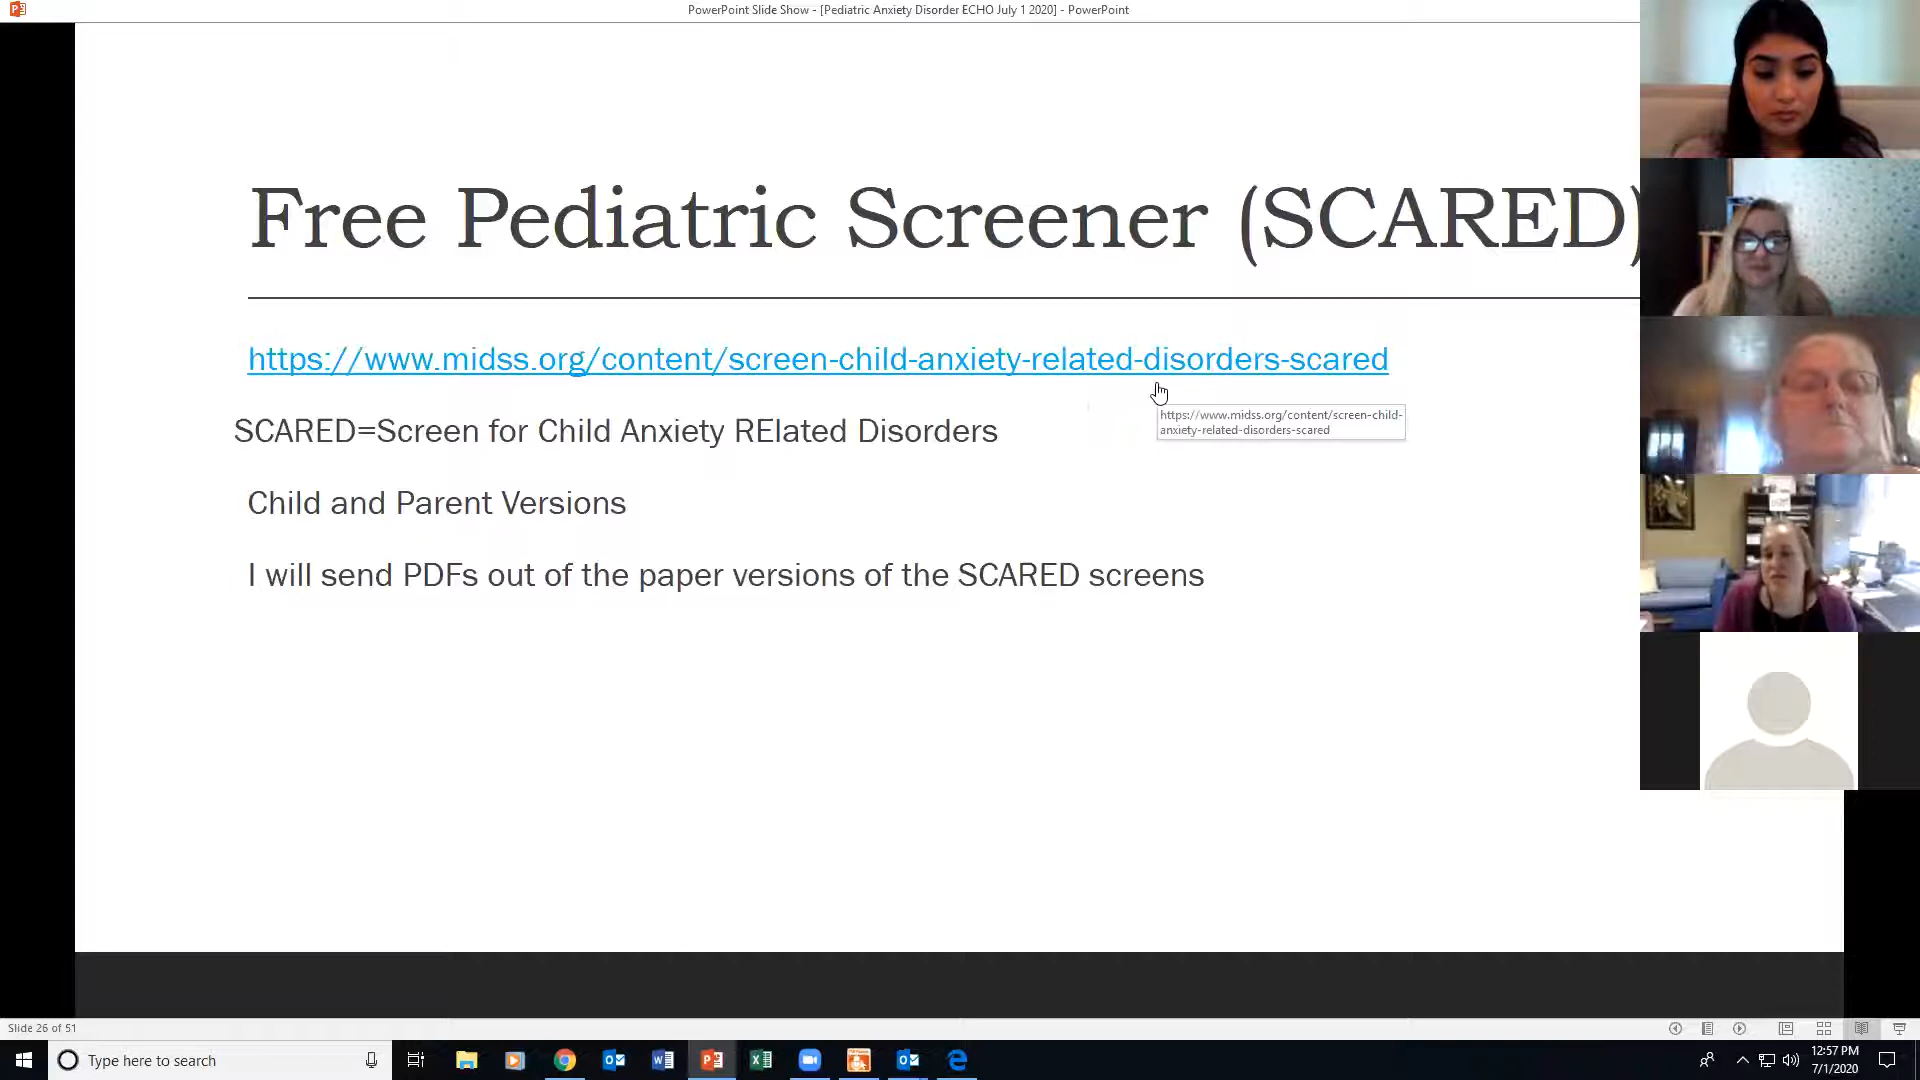 PowerPoint Slide Show - [Pediatric Anxiety Disorder ECHO July 1 2020] - PowerPoint
Free Pediatric Screener (SCARED)
https://www.midss.org/content/screen-child-anxiety-related-disorders-scared
https://www.midss.org/content/screen-child-
anxiety-related-disorders-scared
SCARED=Screen for Child Anxiety RElated Disorders
Child and Parent Versions
I will send PDFs out of the paper versions of the SCARED screens
Slide 26 of 51
Type here to search
12:57 PM
7/1/2020